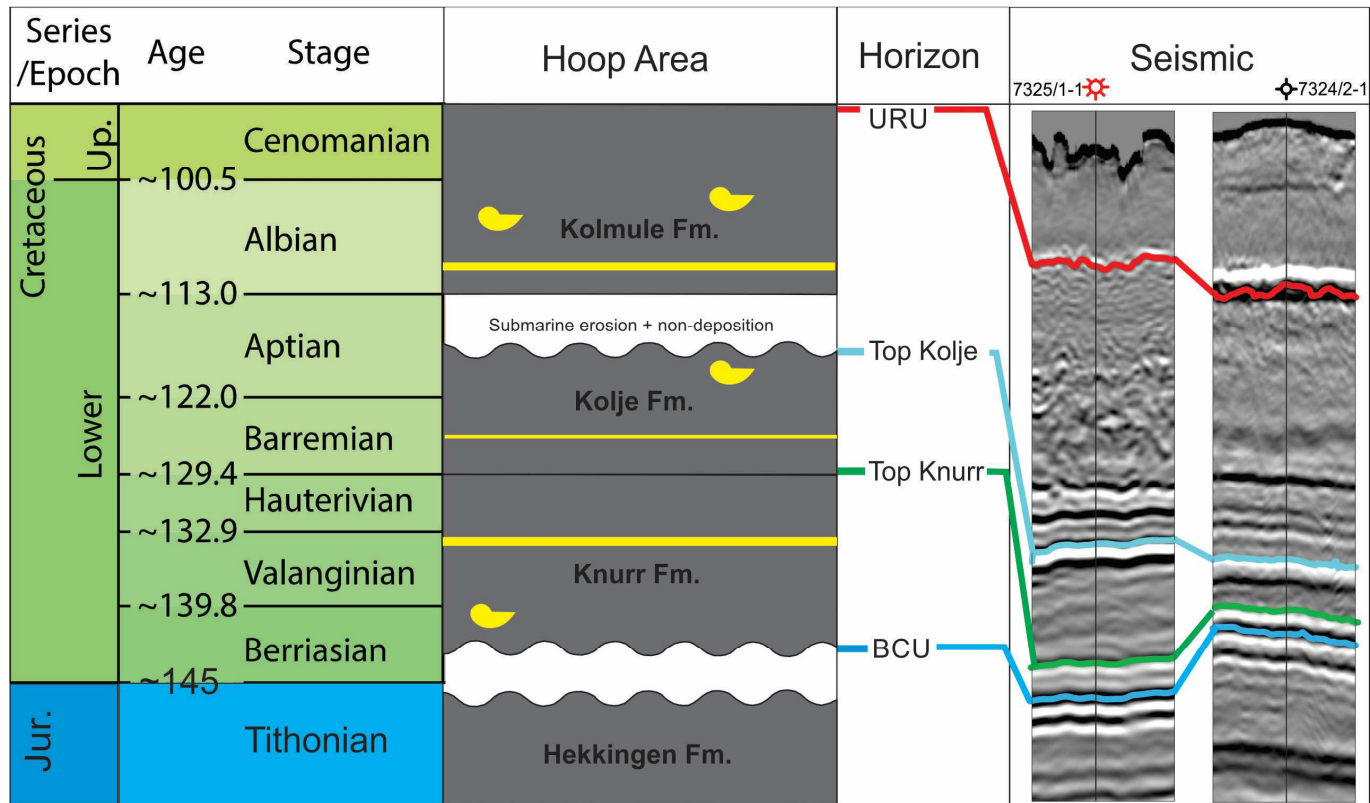 Series
/Epoch
Age
Stage
Hoop Area
Horizon
Seismic
7325/1-1
7324/2-1
Cretaceous
Up.
Lower
Jur.
~100.5
~113.0
~122.0
~129.4
~132.9
~139.8
~145
Cenomanian
Albian
Aptian
Barremian
Hauterivian
Valanginian
Berriasian
Tithonian
Kolmule Fm.
Submarine erosion + non-deposition
Kolje Fm.
Knurr Fm.
Hekkingen Fm.
URU
Top Kolje
Top Knurr
BCU